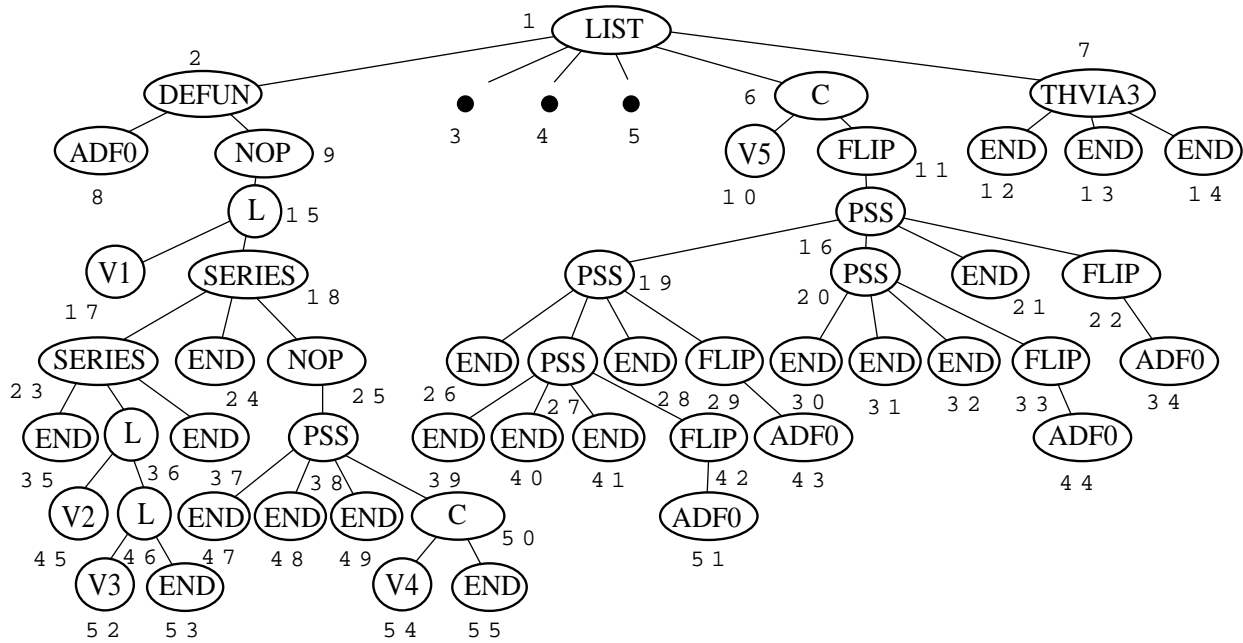 1 LIST
2 7
DEFUN 6 C THVIA3
3 4 5
ADF0 NOP 9 V5 FLIP END END END
8 10 11 12 13 14
L 15 PSS
16
V1 SERIES PSS 19 PSS END FLIP
17 18 20 21 22
SERIES END NOP END PSS END FLIP END END END FLIP ADF0
23 24 25 26 27 28 29 30 31 32 33 34
END L END PSS END END END FLIP ADF0 ADF0
35 36 37 38 39 40 41 42 43 44
V2 L END END END C ADF0
45 46 47 48 49 50 51
V3 END V4 END
52 53 54 55